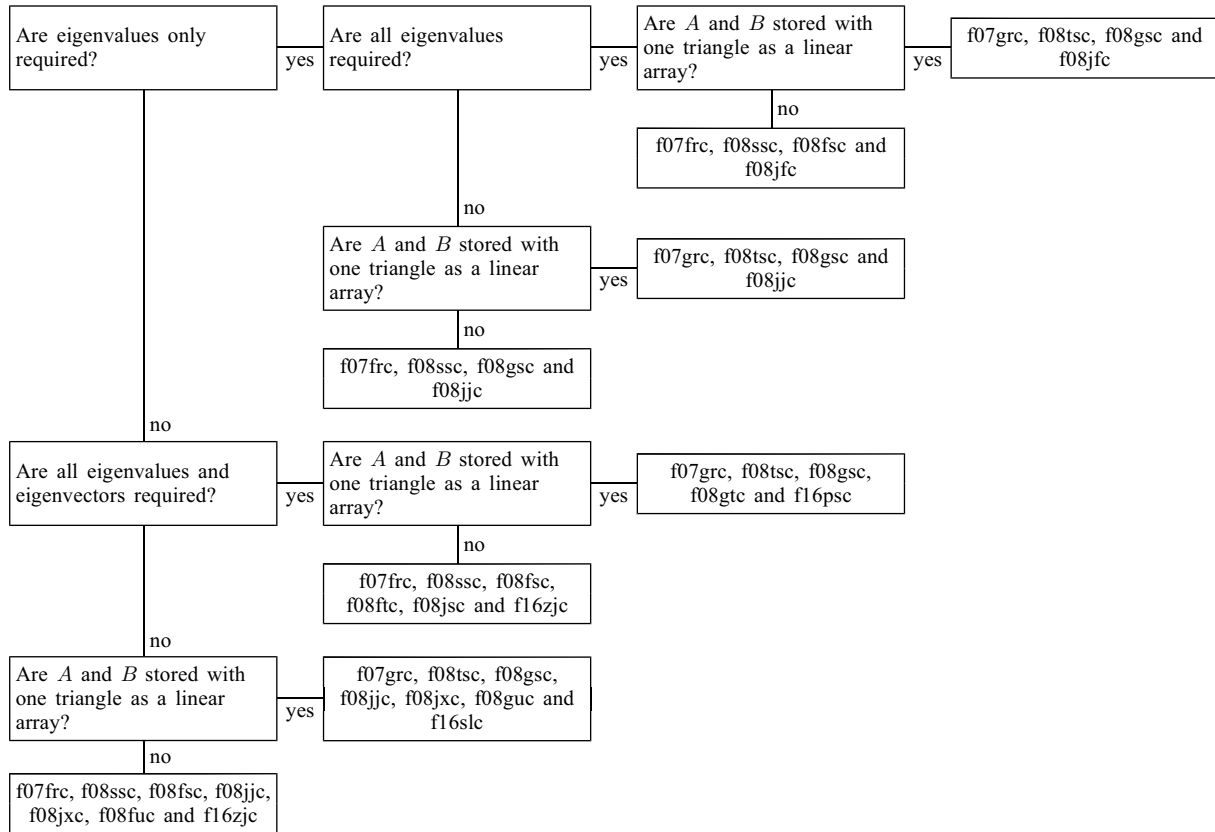 Are eigenvalues only
required?
yes
Are all eigenvalues
required?
yes
Are A and B stored with
one triangle as a linear
array?
yes
f07grc, f08tsc, f08gsc and
f08jfc
no
f07frc, f08ssc, f08fsc and
f08jfc
no
Are A and B stored with
one triangle as a linear
array?
yes
f07grc, f08tsc, f08gsc and
f08jjc
no
f07frc, f08ssc, f08gsc and
f08jjc
no
Are all eigenvalues and
eigenvectors required?
yes
Are A and B stored with
one triangle as a linear
array?
yes
f07grc, f08tsc, f08gsc,
f08gtc and f16psc
no
f07frc, f08ssc, f08fsc,
f08ftc, f08jsc and f16zjc
no
Are A and B stored with
one triangle as a linear
array?
yes
f07grc, f08tsc, f08gsc,
f08jjc, f08jxc, f08guc and
f16slc
no
f07frc, f08ssc, f08fsc, f08jjc,
f08jxc, f08fuc and f16zjc